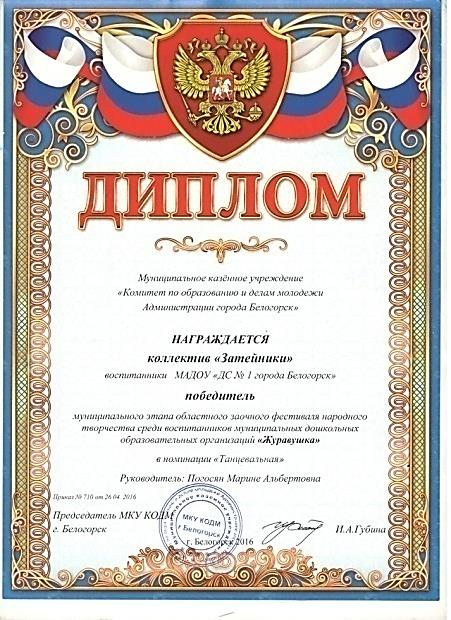 ДИПЛОМ
Муниципальное казённое учреждение
«Комитет по образованию и делам молодежи
Администрации города Белогорск»
НАГРАЖДАЕТСЯ
коллектив «Затейники»
воспитанники МАДОУ «ДС № 1 города Белогорск»
победитель
муниципального этапа областного заочного фестиваля народного
творчества среди воспитанников муниципальных дошкольных
образовательных организаций «Журавушка»
в номинации «Танцевальная»
Руководитель: Погосян Марине Альбертовна
Приказ № 710 от 26.04 2016
Председатель МКУ КОДМ
г. Белогорск
И.А.Губина
МКУ КОДМ
г Белогорск
г. Белогорск 2016